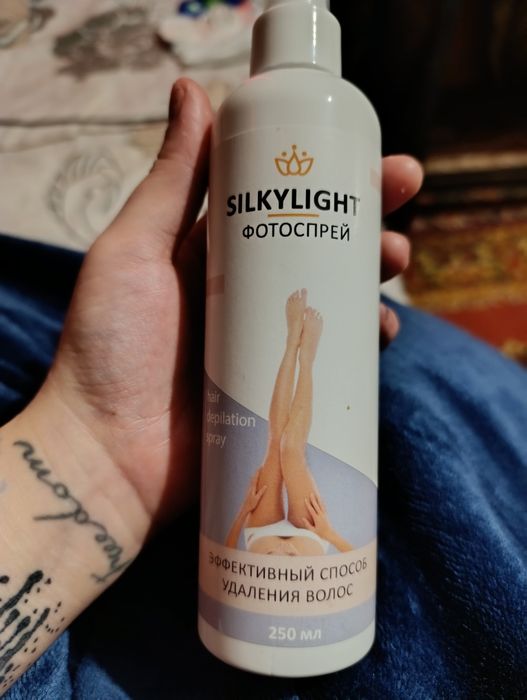 SILKYLIGHT
ФОТОСПРЕЙ
hair
depilation
spray
ЭФФЕКТИВНЫЙ СПОСОБ
УДАЛЕНИЯ ВОЛОС
250 мл
freedom